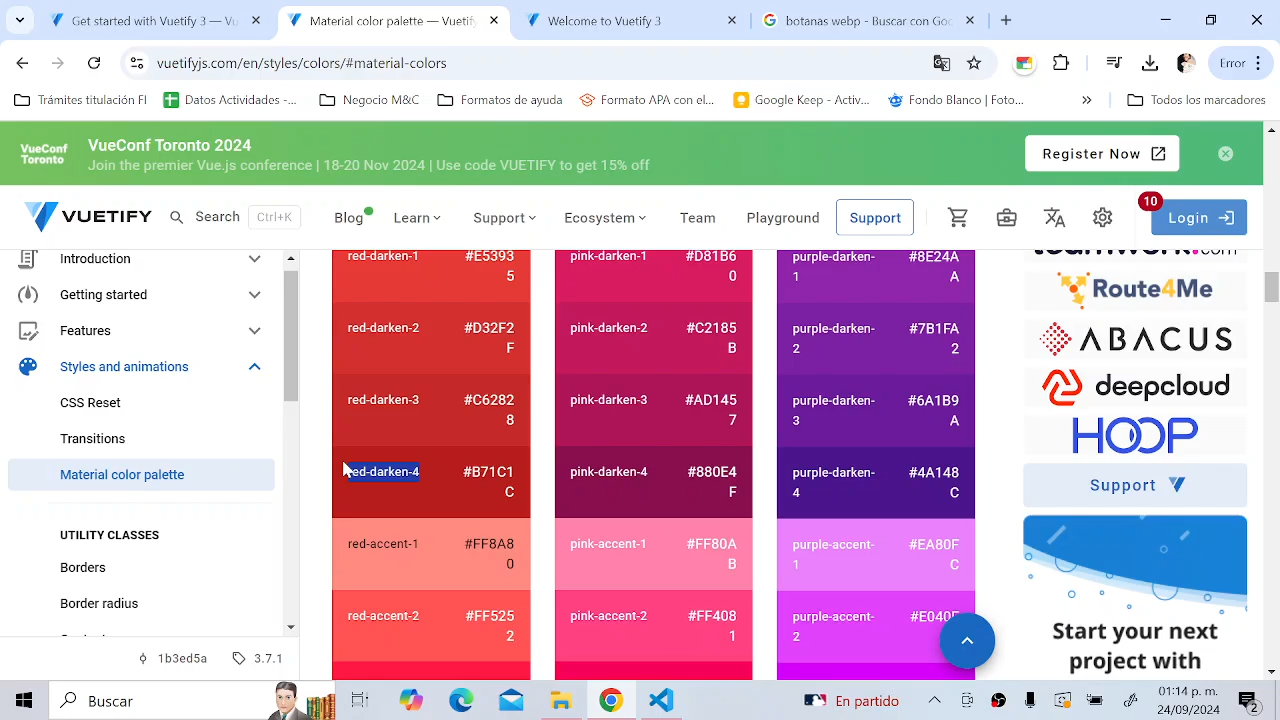 How to get started? — Vu
Material color palette — Vuetify
Welcome to Vuetify 3
botanas webp - Buscar con Goo
vuetifyjs.com/en/styles/colors/#material-colors
Error
Trámites titulación FI
Datos Actividades -...
Negocio M&C
Formatos de ayuda
Formato APA con el...
Google Keep - Activ...
Fondo Blanco | Foto...
»
Todos los marcadores
VueConf
Toronto
VueConf Toronto 2024
Join the premier Vue.js conference | 18-20 Nov 2024 | Use code VUETIFY to get 15% off
Register Now
VUETIFY
Search
Ctrl+K
Blog
Learn
Support
Ecosystem
Team
Playground
Support
10
Login
Introduction
Getting started
Features
Styles and animations
CSS Reset
Transitions
Material color palette
UTILITY CLASSES
Borders
Border radius
1b3ed5a
3.7.1
red-darken-1
#E5393
5
red-darken-2
#D32F2
F
red-darken-3
#C6282
8
red-darken-4
#B71C1
C
red-accent-1
#FF8A8
0
red-accent-2
#FF525
2
pink-darken-1
#D81B6
0
pink-darken-2
#C2185
B
pink-darken-3
#AD145
7
pink-darken-4
#880E4
F
pink-accent-1
#FF80A
B
pink-accent-2
#FF408
1
purple-darken-
1
#8E24A
A
purple-darken-
2
#7B1FA
2
purple-darken-
3
#6A1B9
A
purple-darken-
4
#4A148
C
purple-accent-
1
#EA80F
C
purple-accent-
2
#E040F
teamwork.com
Route4Me
ABACUS
deepcloud
HOOP
Support
Start your next
project with
Buscar
En partido
01:14 p. m.
24/09/2024
2